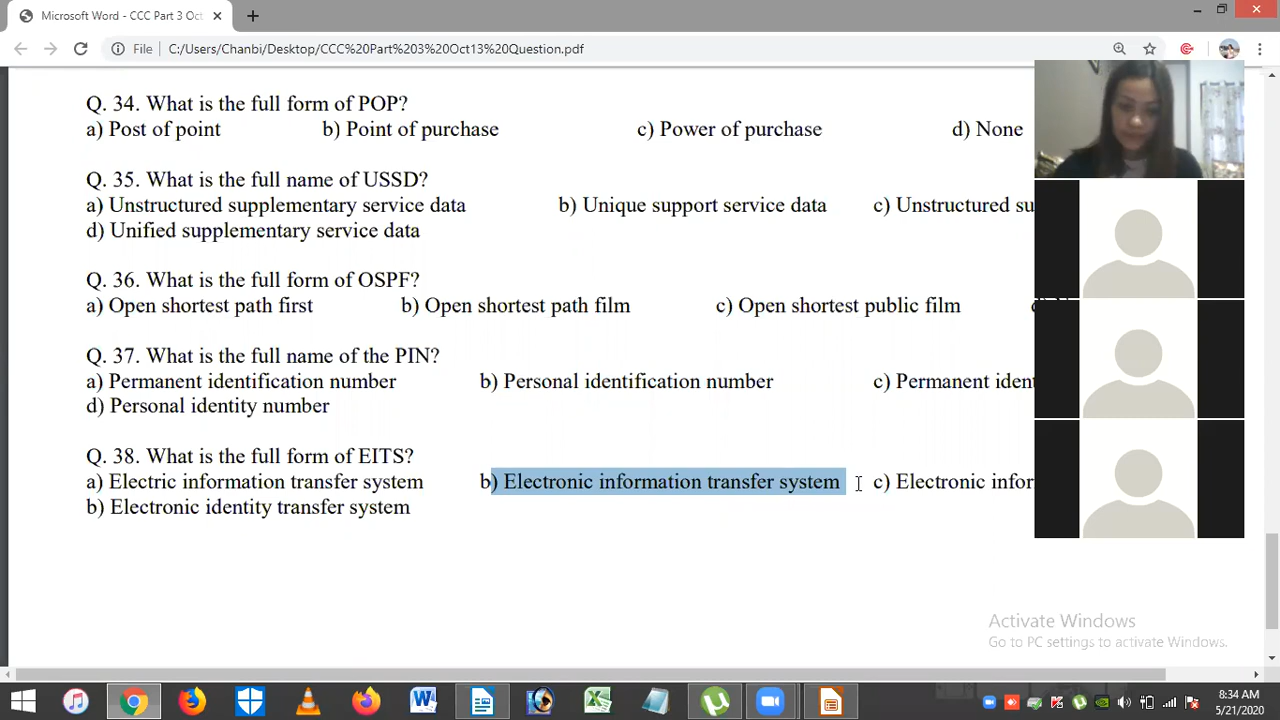 Microsoft Word - CCC Part 3 Oct
File
C:/Users/Chanbi/Desktop/CCC%20Part%203%20Oct13%20Question.pdf
Q. 34. What is the full form of POP?
a) Post of point b) Point of purchase c) Power of purchase d) None
Q. 35. What is the full name of USSD?
a) Unstructured supplementary service data b) Unique support service data c) Unstructured su
d) Unified supplementary service data
Q. 36. What is the full form of OSPF?
a) Open shortest path first b) Open shortest path film c) Open shortest public film
Q. 37. What is the full name of the PIN?
a) Permanent identification number b) Personal identification number c) Permanent ident
d) Personal identity number
Q. 38. What is the full form of EITS?
a) Electric information transfer system b) Electronic information transfer system c) Electronic infor
b) Electronic identity transfer system
Activate Windows
Go to PC settings to activate Windows.
8:34 AM
5/21/2020